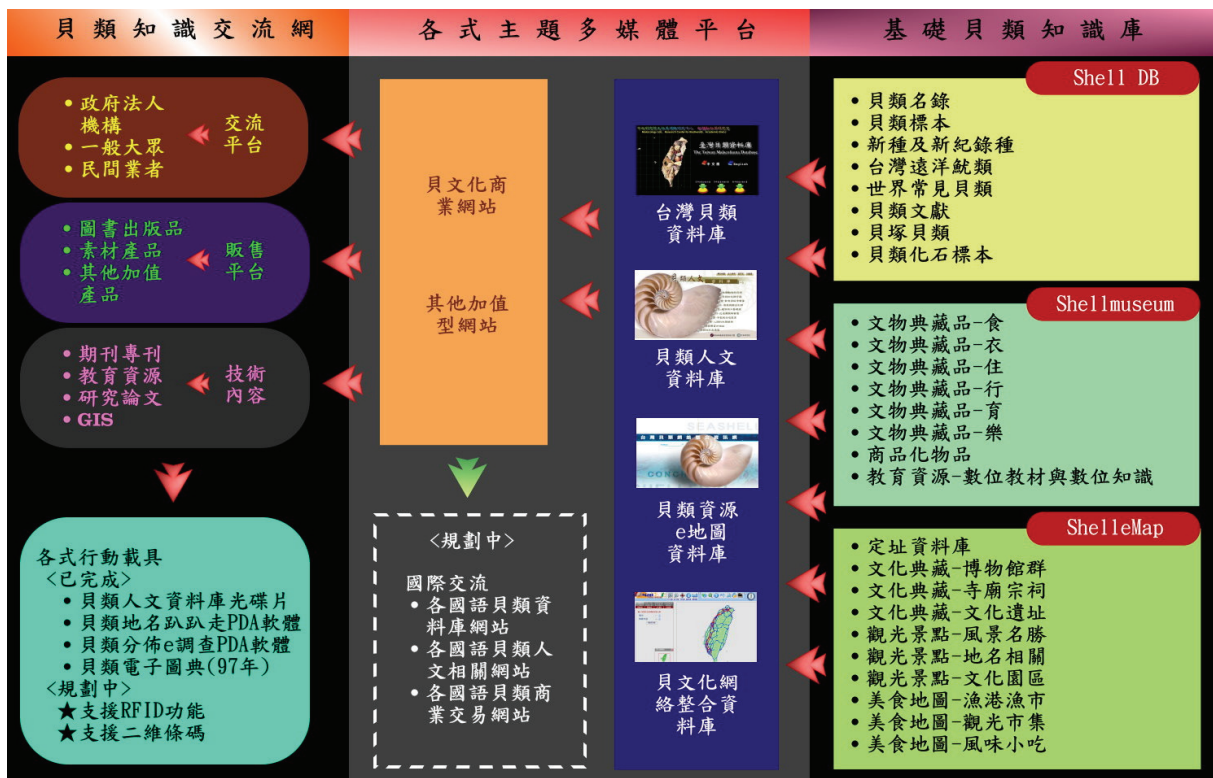 貝類知識交流網
各式主題多媒體平台
基礎貝類知識庫
• 政府法人
機構
• 一般大眾
• 民間業者
交流
平台
• 圖書出版品
• 素材產品
• 其他加值
產品
販售
平台
• 期刊專刊
• 教育資源
• 研究論文
• GIS
技術
內容
各式行動載具
<已完成>
• 貝類人文資料庫光碟片
• 貝類地名趴趴走PDA軟體
• 貝類分佈e調查PDA軟體
• 貝類電子圖典(97年)
<規劃中>
★支援RFID功能
★支援二維條碼
貝文化商
業網站
其他加值
型網站
<規劃中>
國際交流
• 各國語貝類資
料庫網站
• 各國語貝類人
文相關網站
• 各國語貝類商
業交易網站
臺灣貝類資料庫
台灣貝類
資料庫
貝類人文
貝類人文
資料庫
SEASHELL
貝類資源
e地圖
資料庫
貝文化網
絡整合資
料庫
Shell DB
• 貝類名錄
• 貝類標本
• 新種及新紀錄種
• 台灣遠洋魷類
• 世界常見貝類
• 貝類文獻
• 貝塚貝類
• 貝類化石標本
Shellmuseum
• 文物典藏品-食
• 文物典藏品-衣
• 文物典藏品-住
• 文物典藏品-行
• 文物典藏品-育
• 文物典藏品-樂
• 商品化物品
• 教育資源-數位教材與數位知識
ShelleMap
• 定址資料庫
• 文化典藏-博物館群
• 文化典藏-寺廟宗祠
• 文化典藏-文化遺址
• 觀光景點-風景名勝
• 觀光景點-地名相關
• 觀光景點-文化園區
• 美食地圖-漁港漁市
• 美食地圖-觀光市集
• 美食地圖-風味小吃